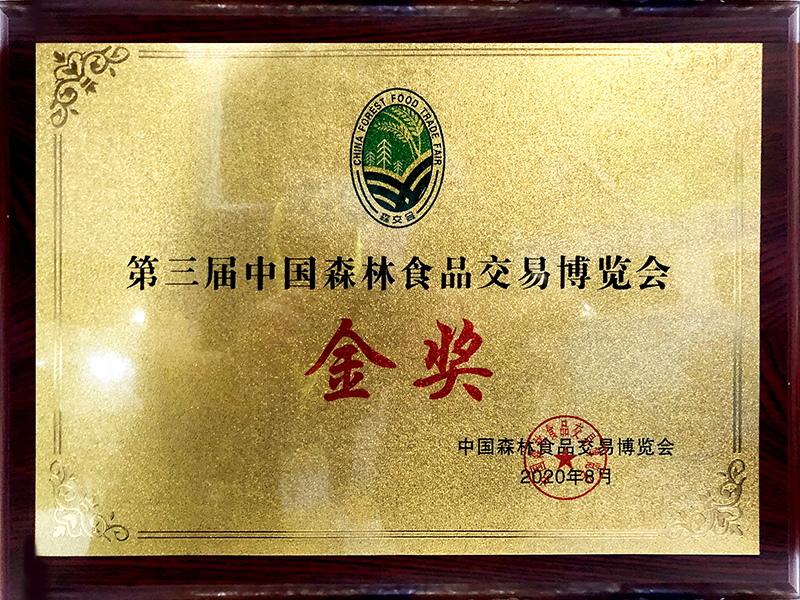 CHINA FOREST FOOD TRADE FAIR
森交会
第三届中国森林食品交易博览会
金奖
中国森林食品交易博览会
2020年8月